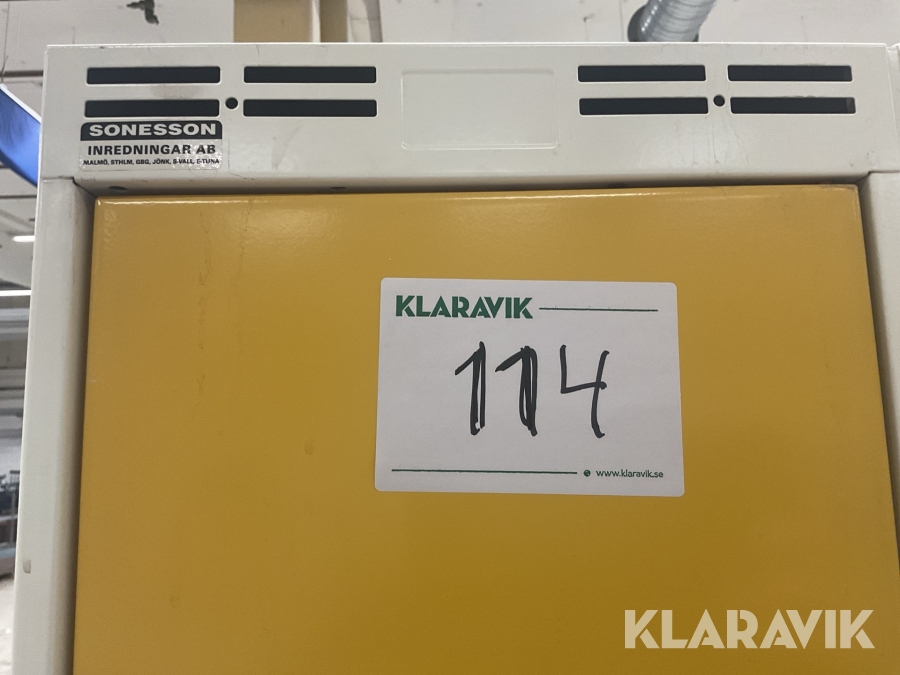 SONESSON
INREDNINGAR AB
MALMÖ, STHLM, GBG, JÖNK, S-VALL, E-TUNA
KLARAVIK
114
www.klaravik.se
KLARAVIK